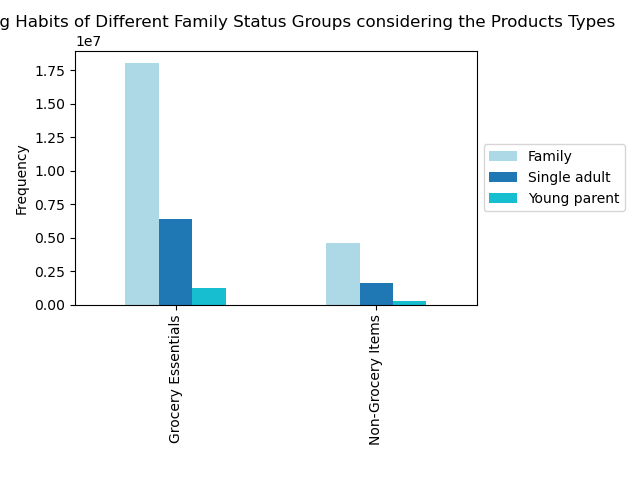 g Habits of Different Family Status Groups considering the Products Types
1e7
1.75
1.50
1.25
1.00
0.75
0.50
0.25
0.00
Frequency
Family
Single adult
Young parent
Grocery Essentials
Non-Grocery Items